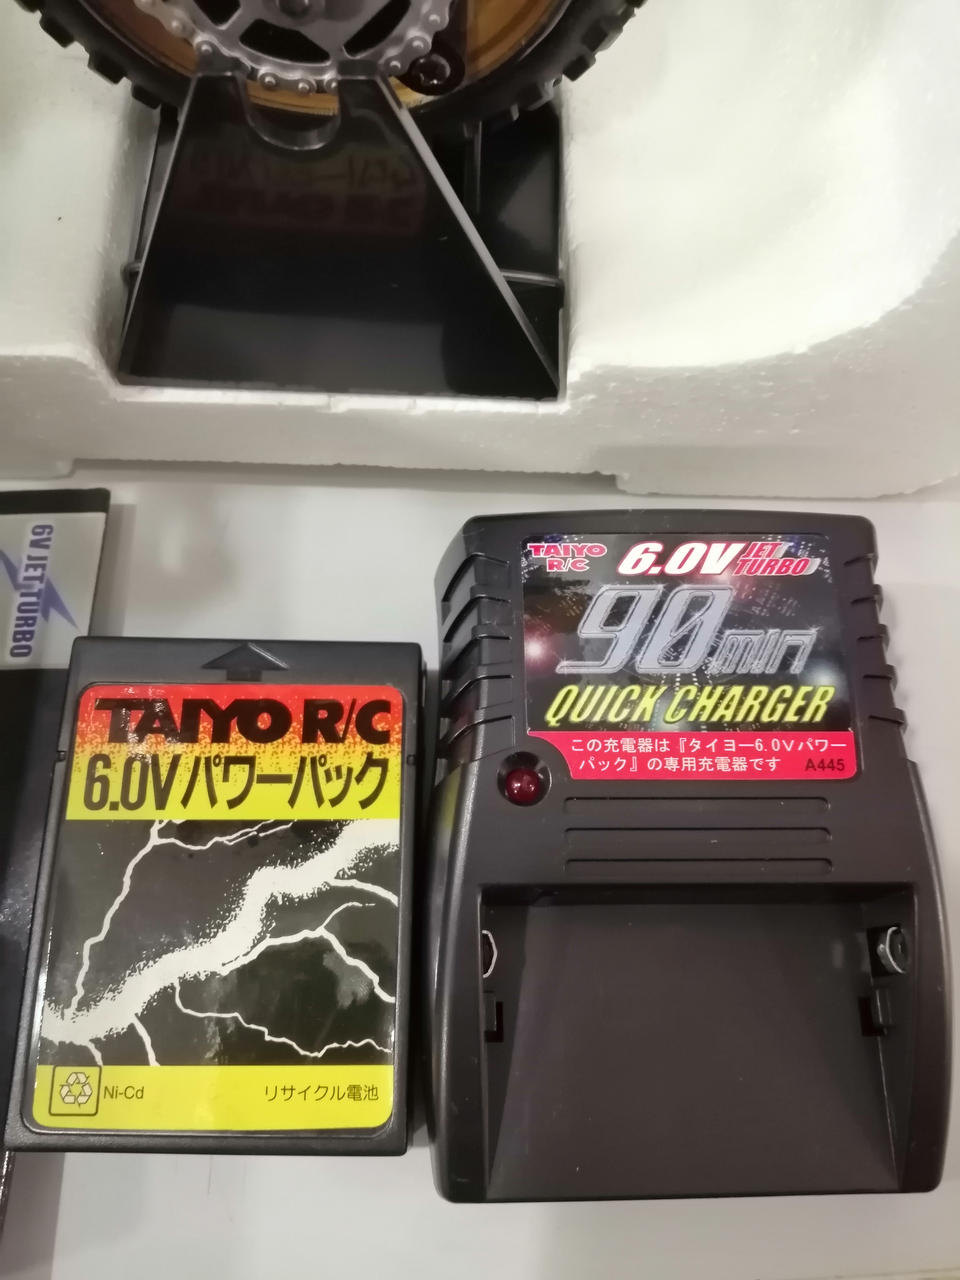 6V JET-TURBO
TAIYO R/C
6.0Vパワーパック
Ni-Cd
リサイクル電池
TAIYO
R/C
6.0V JET
TURBO
90min
QUICK CHARGER
この充電器は『タイヨー6.0Vパワー
パック』の専用充電器です
A445